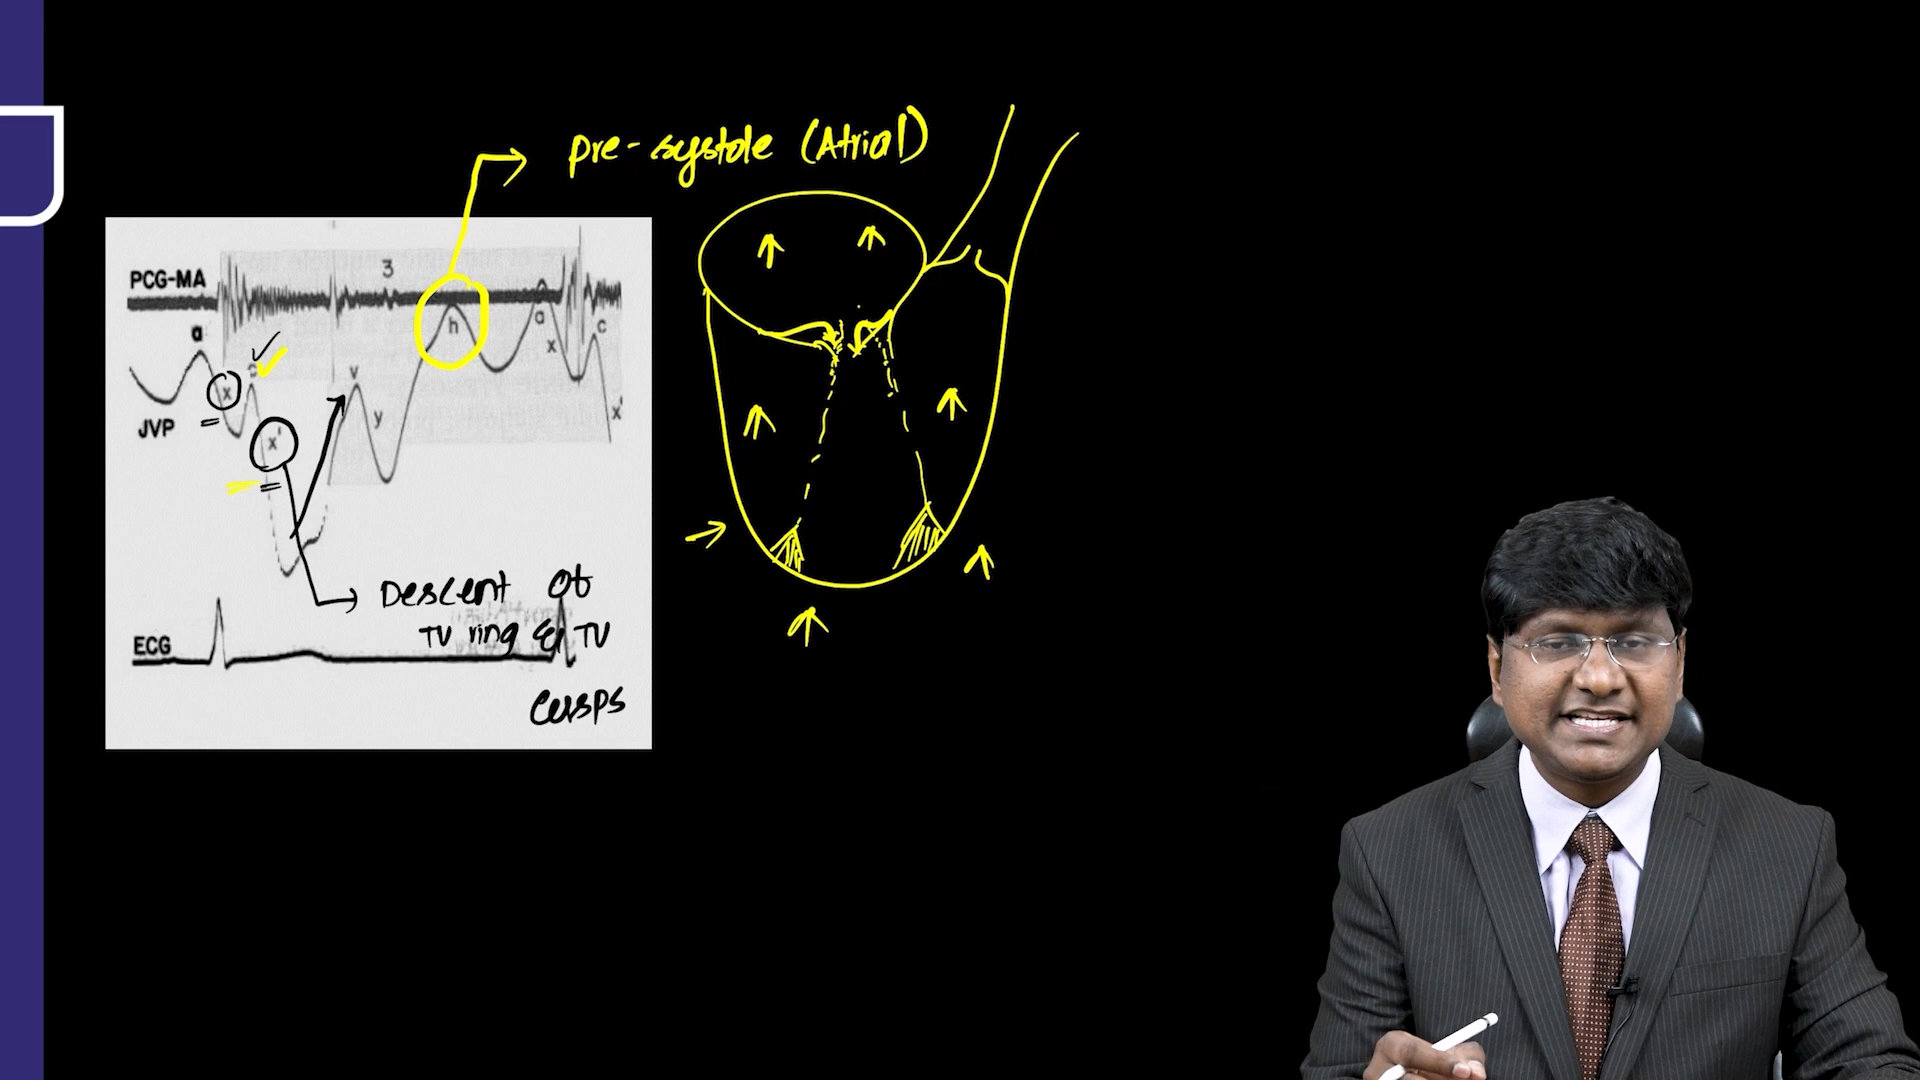 pre-systole (Atrial)
PCG-MA
3
h
a
a
x
c
x
v
y
x'
JVP
x'
Descent of
TV ring & TV
ECG
Cusps